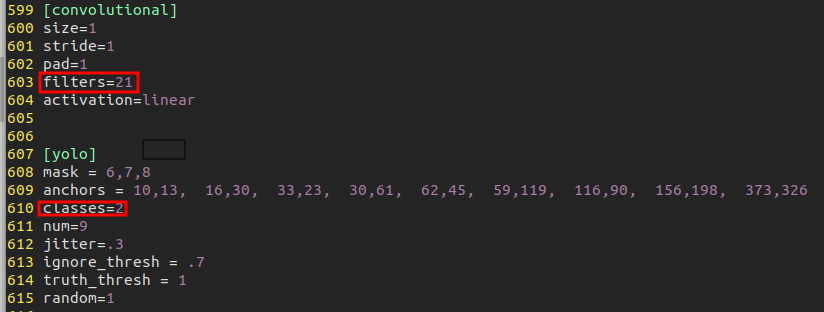 599 [convolutional]
600 size=1
601 stride=1
602 pad=1
603 filters=21
604 activation=linear
605
606
607 [yolo]
608 mask = 6,7,8
609 anchors = 10,13,  16,30,  33,23,  30,61,  62,45,  59,119,  116,90,  156,198,  373,326
610 classes=2
611 num=9
612 jitter=.3
613 ignore_thresh = .7
614 truth_thresh = 1
615 random=1